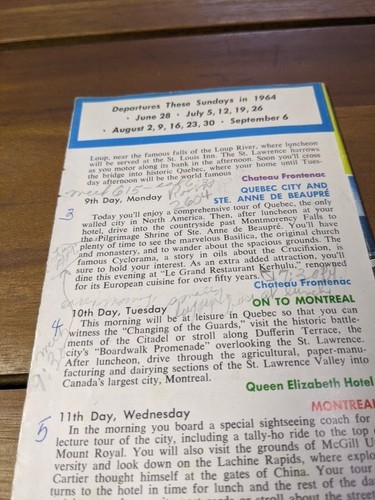 Departures These Sundays in 1964
· June 28 · July 5, 12, 19, 26
· August 2, 9, 16, 23, 30 · September 6
Loup, near the famous falls of the Loup River, where luncheon
will be served at the St. Louis Inn. The St. Lawrence narrows
as you motor along its bank in the afternoon. Soon you'll cross
the bridge into historic Quebec, where your home until Tues-
day afternoon will be the world famous
Chateau Frontenac
9th Day, Monday
QUEBEC CITY AND
STE. ANNE DE BEAUPRÉ
3
Today you'll enjoy a comprehensive tour of Quebec, the only
walled city in North America. Then, after luncheon at your
hotel, drive into the countryside past Montmorency Falls to
the Pilgrimage Shrine of Ste. Anne de Beaupré. You'll have
plenty of time to see the marvelous Basilica, the original church
and monastery, and to wander about the spacious grounds. The
famous Cyclorama, a story in oils about the Crucifixion, is
sure to hold your interest. As an extra added attraction, you'll
dine this evening at "Le Grand Restaurant Kerhulu," renowned
for its European cuisine for over fifty years.
Chateau Frontenac
10th Day, Tuesday
ON TO MONTREAL
4
This morning will be at leisure in Quebec so that you can
witness the "Changing of the Guards," visit the historic battle-
ments of the Citadel or stroll along Dufferin Terrace, the
city's "Boardwalk Promenade" overlooking the St. Lawrence.
After luncheon, drive through the agricultural, paper-manu-
facturing and dairying sections of the St. Lawrence Valley into
Canada's largest city, Montreal.
Queen Elizabeth Hotel
11th Day, Wednesday
MONTREAL
5
In the morning you board a special sightseeing coach for
lecture tour of the city, including a tally-ho ride to the top
Mount Royal. You will also visit the grounds of McGill
versity and look down on the Lachine Rapids, where
Cartier thought himself at the gates of China. Your tour
turns to the hotel in time for lunch and the rest of the